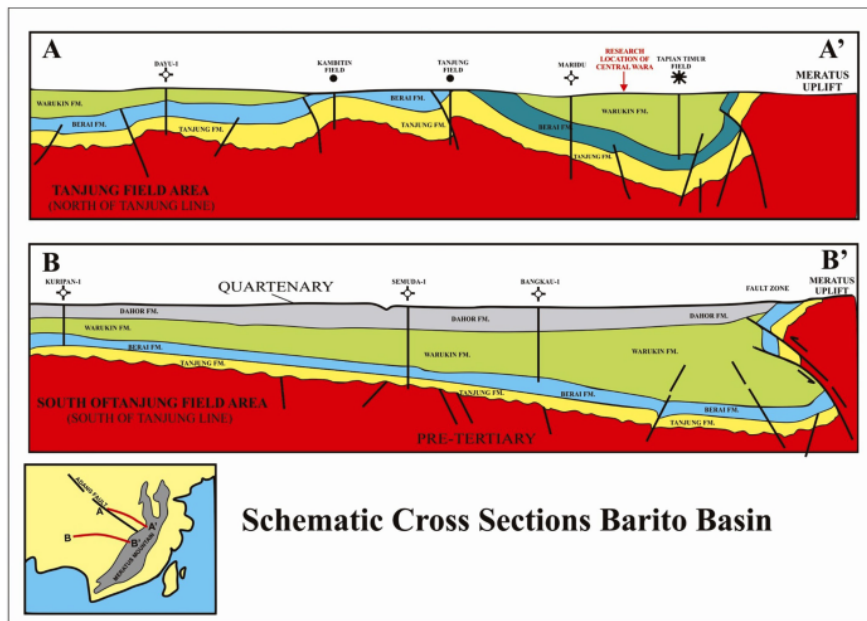 A
A'
DAYU-1
KAMBITIN
FIELD
TANJUNG
FIELD
MARIDU
RESEARCH
LOCATION OF
CENTRAL WARA
TAPIAN TIMUR
FIELD
MERATUS
UPLIFT
WARUKIN FM.
BERAI FM.
TANJUNG FM.
BERAI FM.
TANJUNG FM.
BERAI FM.
TANJUNG FM.
WARUKIN FM.
TANJUNG FIELD AREA
(NORTH OF TANJUNG LINE)
B
B'
KURIPAN-1
QUARTENARY
SEMUDA-1
BANGKAU-1
FAULT ZONE
MERATUS
UPLIFT
DAHOR FM.
DAHOR FM.
DAHOR FM.
WARUKIN FM.
WARUKIN FM.
WARUKIN FM.
BERAI FM.
TANJUNG FM.
TANJUNG FM.
BERAI FM.
BERAI FM.
TANJUNG FM.
SOUTH OFTANJUNG FIELD AREA
(SOUTH OF TANJUNG LINE)
PRE-TERTIARY
ADANG FAULT
A
A'
B
B'
MERATUS MOUNTAIN
Schematic Cross Sections Barito Basin